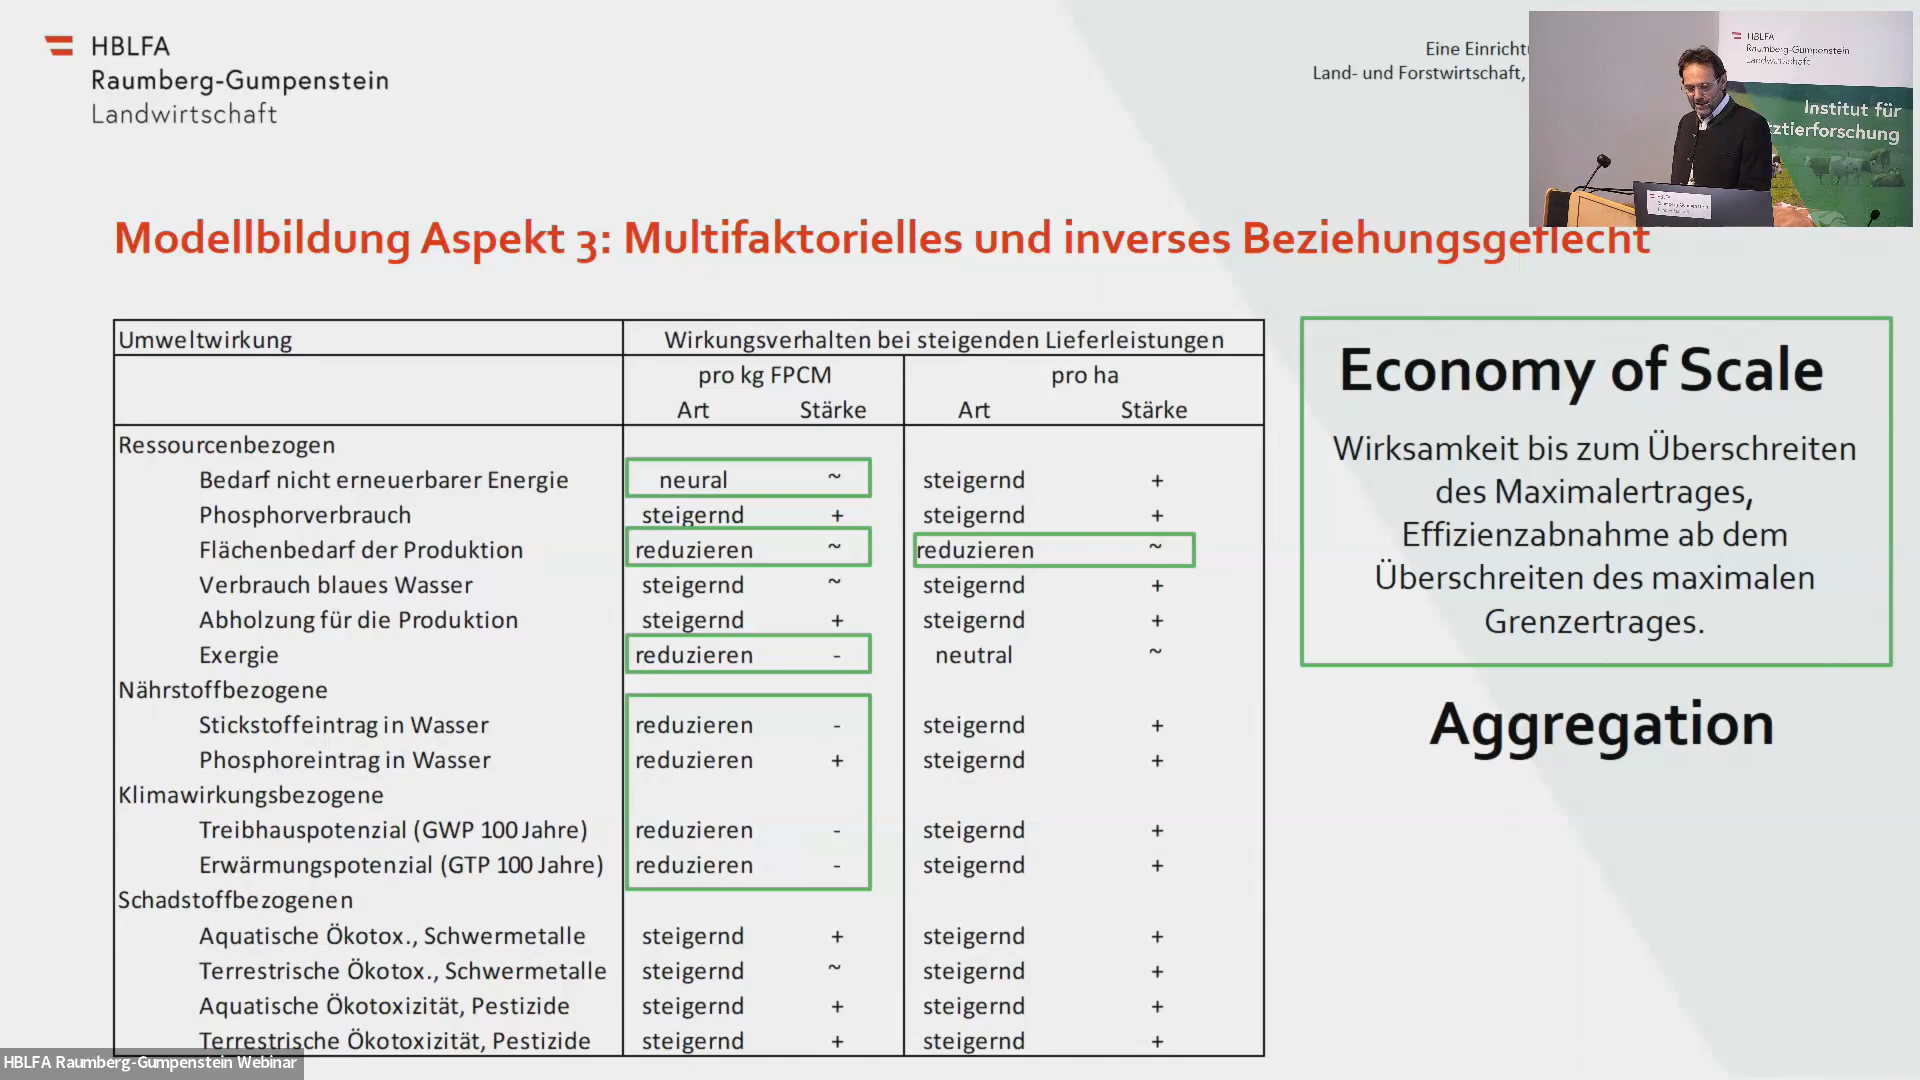 HBLFA
Raumberg-Gumpenstein
Landwirtschaft
Eine Einricht
Land- und Forstwirtschaft,
HBLFA
Raumberg-Gumpenstein
Landwirtschaft
Institut für
ztierforschung
Modellbildung Aspekt 3: Multifaktorielles und inverses Beziehungsgeflecht
Umweltwirkung Wirkungsverhalten bei steigenden Lieferleistungen
pro kg FPCM pro ha
Art Stärke Art Stärke
Ressourcenbezogen
Bedarf nicht erneuerbarer Energie neural ~ steigernd +
Phosphorverbrauch steigernd + steigernd +
Flächenbedarf der Produktion reduzieren ~ reduzieren ~
Verbrauch blaues Wasser steigernd ~ steigernd +
Abholzung für die Produktion steigernd + steigernd +
Exergie reduzieren - neutral ~
Nährstoffbezogene
Stickstoffeintrag in Wasser reduzieren - steigernd +
Phosphoreintrag in Wasser reduzieren + steigernd +
Klimawirkungsbezogene
Treibhauspotenzial (GWP 100 Jahre) reduzieren - steigernd +
Erwärmungspotenzial (GTP 100 Jahre) reduzieren - steigernd +
Schadstoffbezogenen
Aquatische Ökotox., Schwermetalle steigernd + steigernd +
Terrestrische Ökotox., Schwermetalle steigernd ~ steigernd +
Aquatische Ökotoxizität, Pestizide steigernd + steigernd +
Terrestrische Ökotoxizität, Pestizide steigernd + steigernd +
Economy of Scale
Wirksamkeit bis zum Überschreiten
des Maximalertrages,
Effizienzabnahme ab dem
Überschreiten des maximalen
Grenzertrages.
Aggregation
HBLFA Raumberg-Gumpenstein Webinar